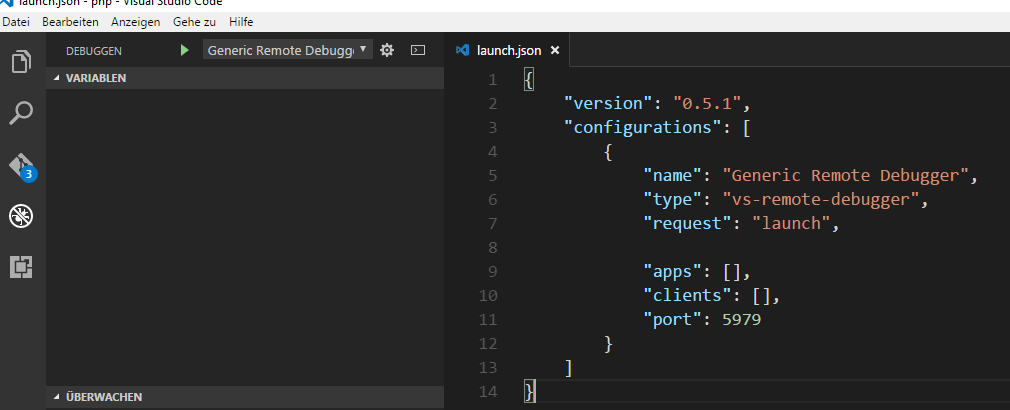 launch.json - php - Visual Studio Code
Datei Bearbeiten Anzeigen Gehe zu Hilfe
DEBUGGEN Generic Remote Debugge
VARIABLEN
3
ÜBERWACHEN
launch.json ×
1 {
2 "version": "0.5.1",
3 "configurations": [
4 {
5 "name": "Generic Remote Debugger",
6 "type": "vs-remote-debugger",
7 "request": "launch",
8
9 "apps": [],
10 "clients": [],
11 "port": 5979
12 }
13 ]
14 }